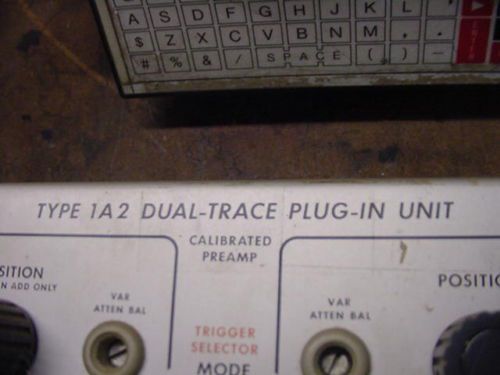 A S D F G H J K L
$ Z X C V B N M , .
# % & / SPACE ( ) —
TYPE 1A2 DUAL-TRACE PLUG-IN UNIT
CALIBRATED
PREAMP
SITION
N ADD ONLY
POSITIO
VAR
ATTEN BAL
VAR
ATTEN BAL
TRIGGER
SELECTOR
MODE